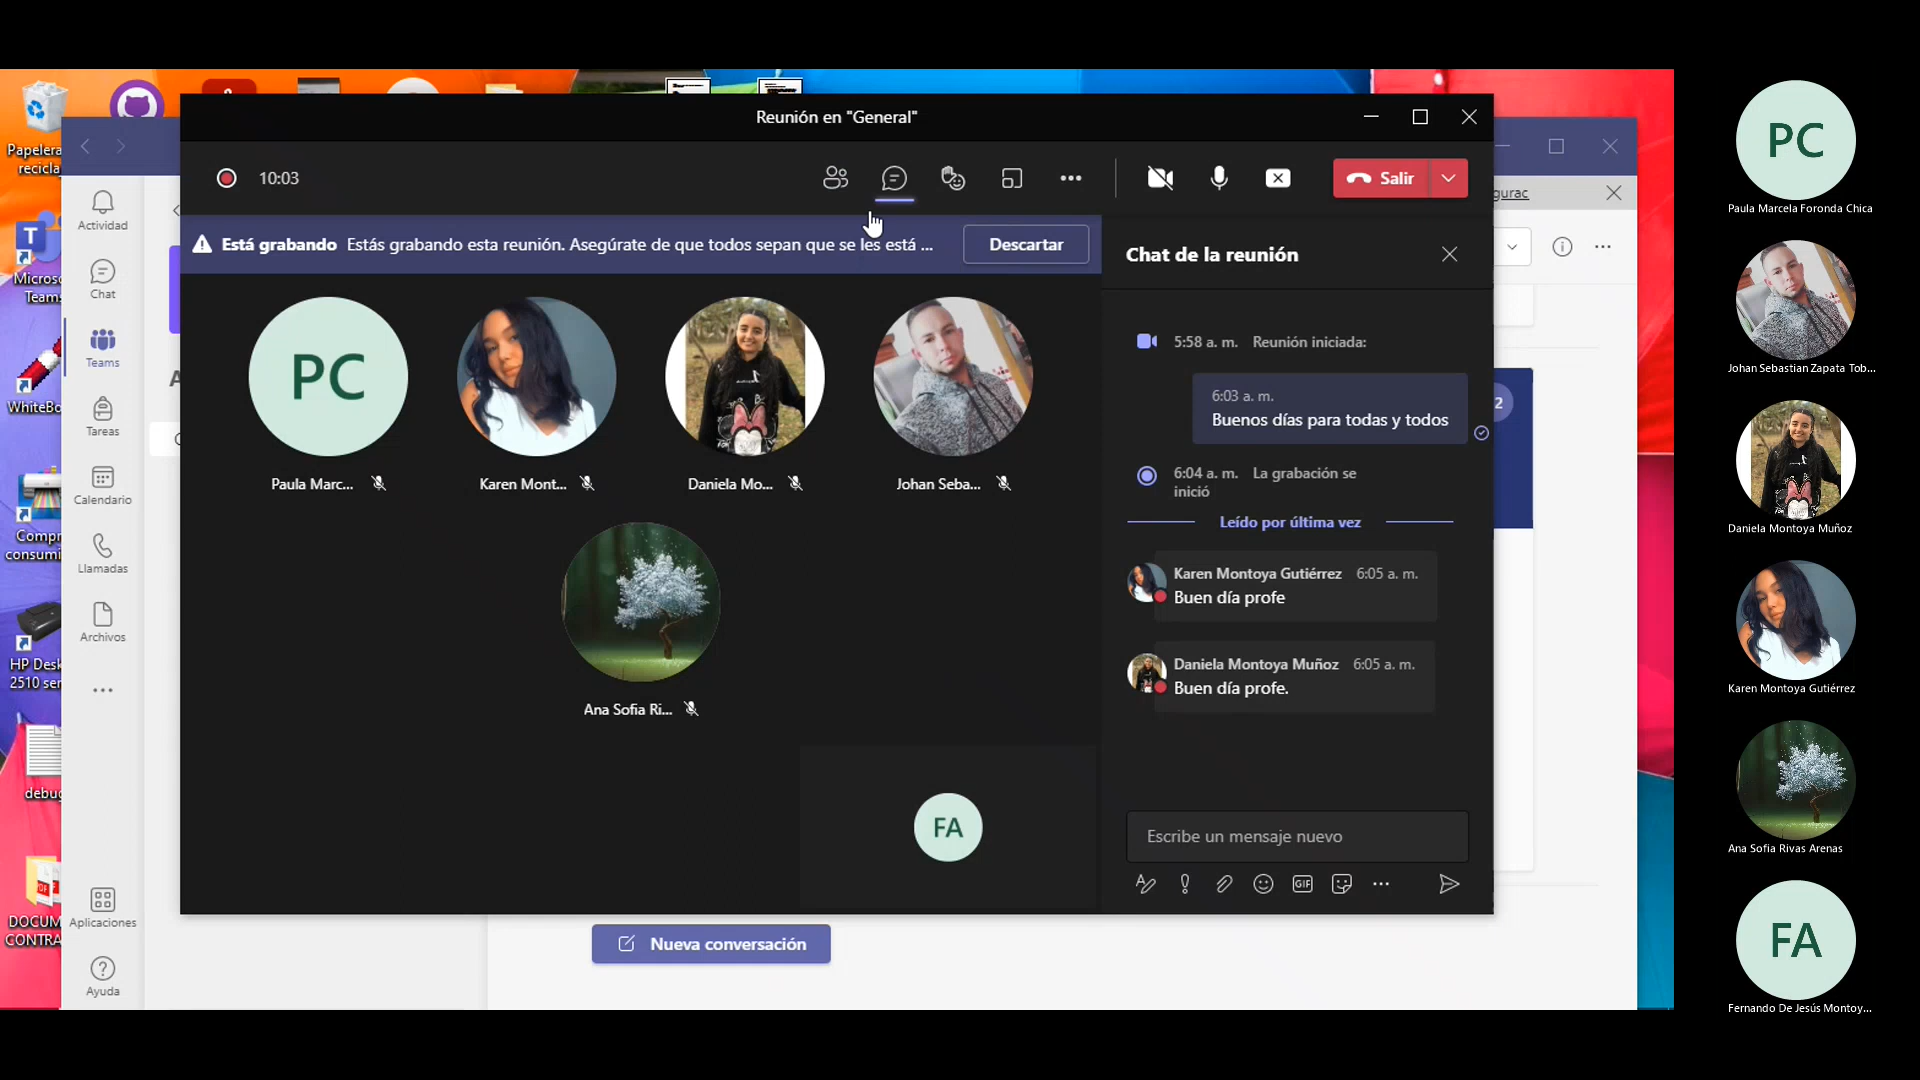 Reunión en "General"
10:03
Salir
Está grabando Estás grabando esta reunión. Asegúrate de que todos sepan que se les está ...
Descartar
Chat de la reunión
PC
Paula Marc...
Karen Mont...
Daniela Mo...
Johan Seba...
Ana Sofia Ri...
FA
5:58 a. m. Reunión iniciada:
6:03 a. m.
Buenos días para todas y todos
6:04 a. m. La grabación se
inició
Leído por última vez
Karen Montoya Gutiérrez 6:05 a. m.
Buen día profe
Daniela Montoya Muñoz 6:05 a. m.
Buen día profe.
Escribe un mensaje nuevo
GIF
Nueva conversación
Actividad
Chat
Teams
Tareas
Calendario
Llamadas
Archivos
Aplicaciones
Ayuda
Papelera
recicla
T
Microso
Teams
WhiteBo
Compr
consumi
HP Desk
2510 ser
debug
PDF
DOCUM
CONTRA
gurac
2
PC
Paula Marcela Foronda Chica
Johan Sebastian Zapata Tob...
Daniela Montoya Muñoz
Karen Montoya Gutiérrez
Ana Sofia Rivas Arenas
FA
Fernando De Jesús Montoy...